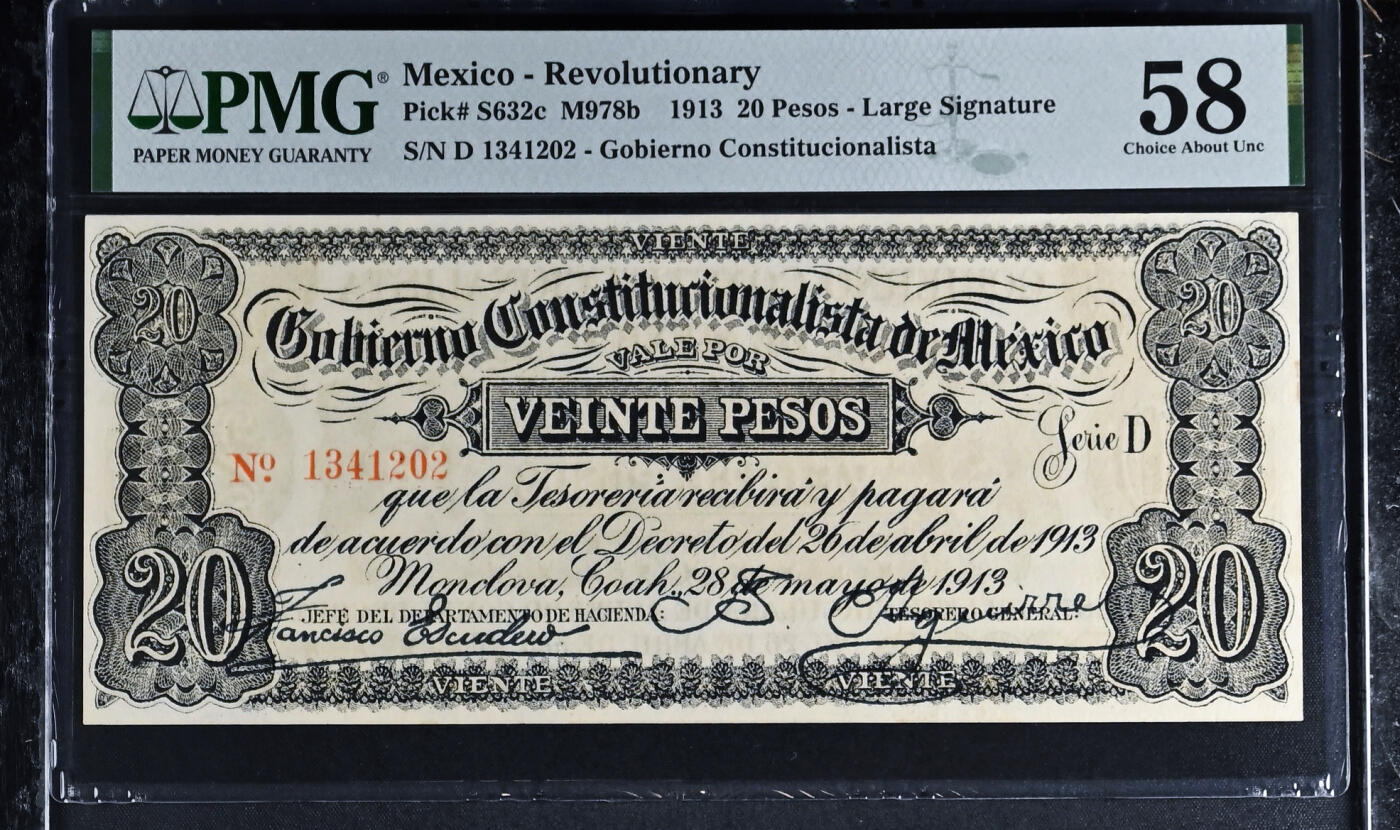 PMG®
PAPER MONEY GUARANTY
Mexico - Revolutionary
Pick# S632c M978b 1913 20 Pesos - Large Signature
S/N D 1341202 - Gobierno Constitucionalista
58
Choice About Unc
VIENTE
20
20
Gobierno Constitucionalista de México
VALE POR
VEINTE PESOS
Serie D
Nº 1341202
que la Tesorería recibirá y pagará
de acuerdo con el Decreto del 26 de abril de 1913
Monclova, Coah., 28 de mayo de 1913
JEFE DEL DEPARTAMENTO DE HACIENDA:
TESORERO GENERAL:
Francisco Escudero
20
20
VIENTE
VIENTE